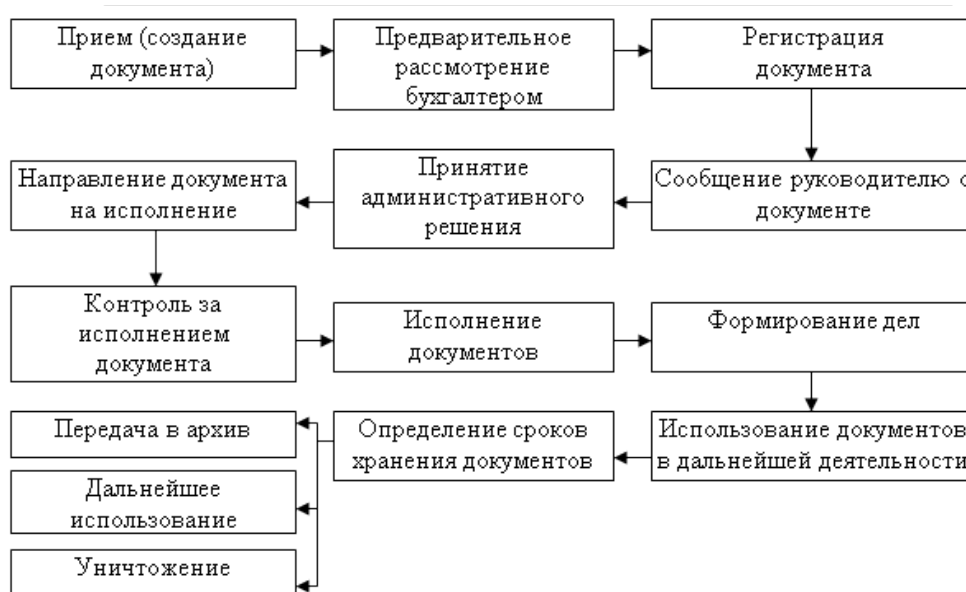 Прием (создание
документа)
Предварительное
рассмотрение
бухгалтером
Регистрация
документа
Сообщение руководителю о
документе
Принятие
административного
решения
Направление документа
на исполнение
Контроль за
исполнением
документа
Исполнение
документов
Формирование дел
Использование документов
в дальнейшей деятельности
Определение сроков
хранения документов
Передача в архив
Дальнейшее
использование
Уничтожение